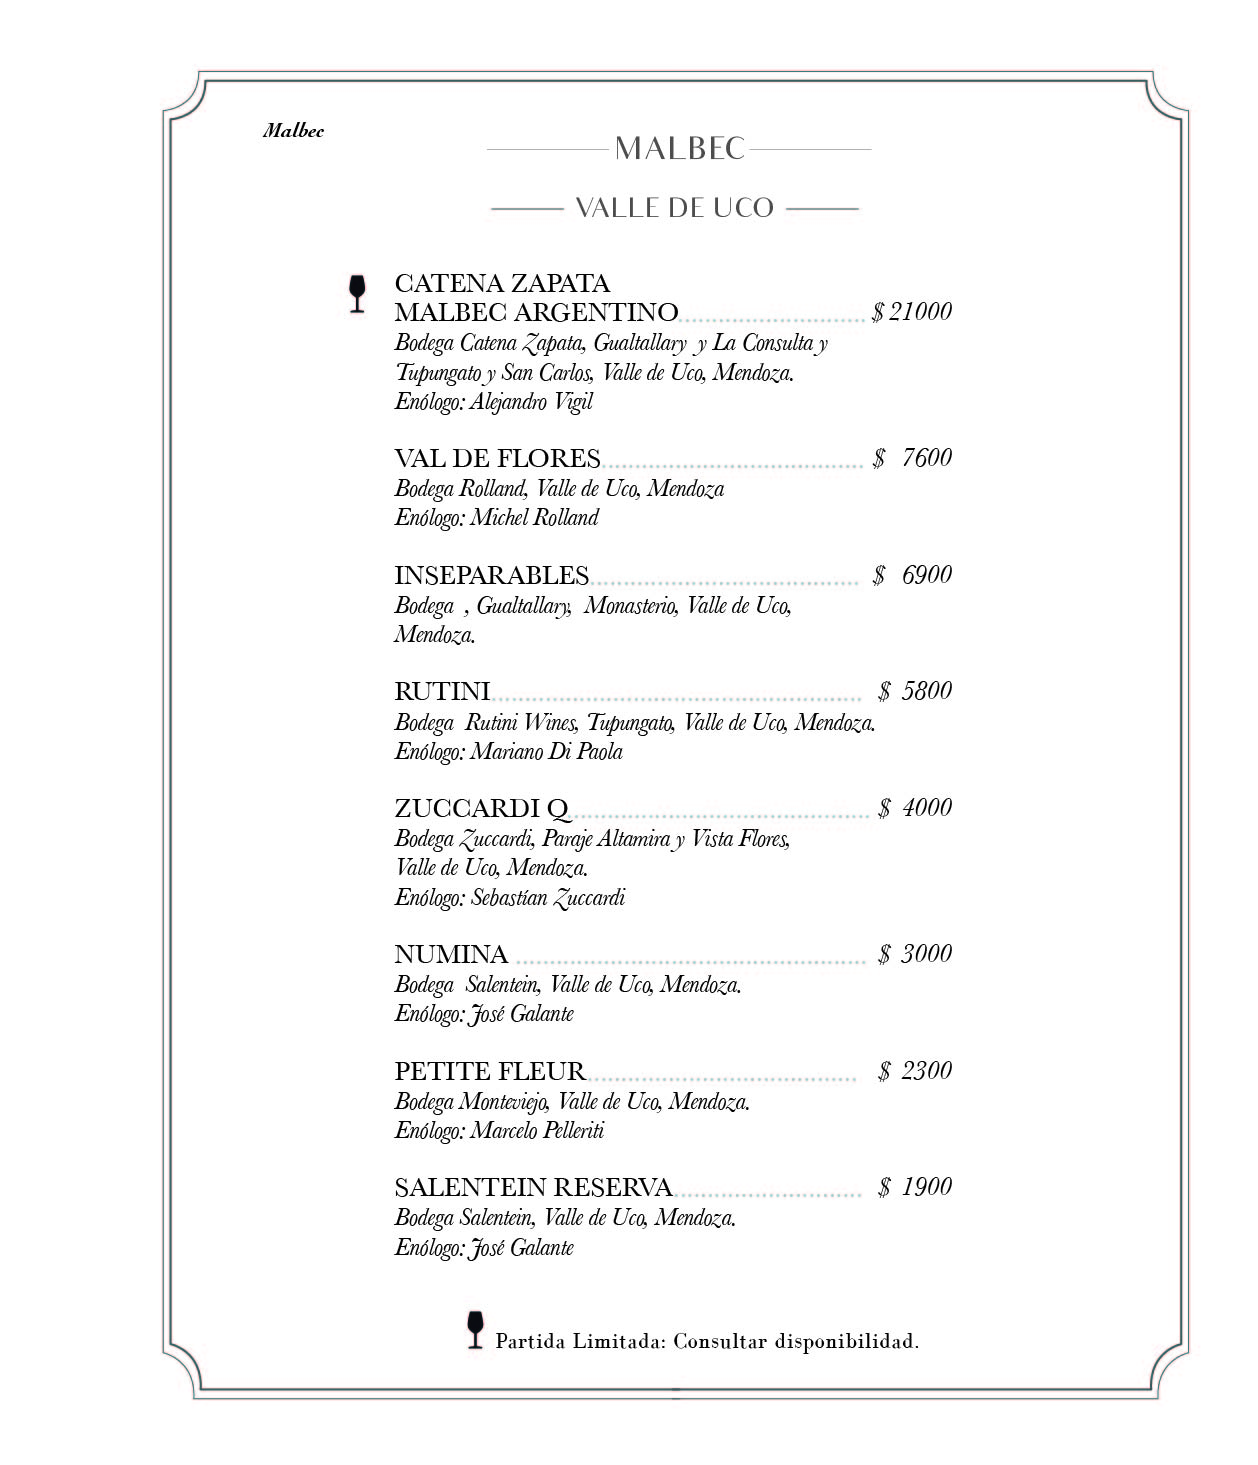 Malbec
MALBEC
VALLE DE UCO
CATENA ZAPATA
MALBEC ARGENTINO $ 21000
Bodega Catena Zapata, Gualtallary y La Consulta y
Tupungato y San Carlos, Valle de Uco, Mendoza.
Enólogo: Alejandro Vigil
VAL DE FLORES $ 7600
Bodega Rolland, Valle de Uco, Mendoza
Enólogo: Michel Rolland
INSEPARABLES $ 6900
Bodega , Gualtallary, Monasterio, Valle de Uco,
Mendoza.
RUTINI $ 5800
Bodega Rutini Wines, Tupungato, Valle de Uco, Mendoza.
Enólogo: Mariano Di Paola
ZUCCARDI Q $ 4000
Bodega Zuccardi, Paraje Altamira y Vista Flores,
Valle de Uco, Mendoza.
Enólogo: Sebastían Zuccardi
NUMINA $ 3000
Bodega Salentein, Valle de Uco, Mendoza.
Enólogo: José Galante
PETITE FLEUR $ 2300
Bodega Monteviejo, Valle de Uco, Mendoza.
Enólogo: Marcelo Pelleriti
SALENTEIN RESERVA $ 1900
Bodega Salentein, Valle de Uco, Mendoza.
Enólogo: José Galante
Partida Limitada: Consultar disponibilidad.